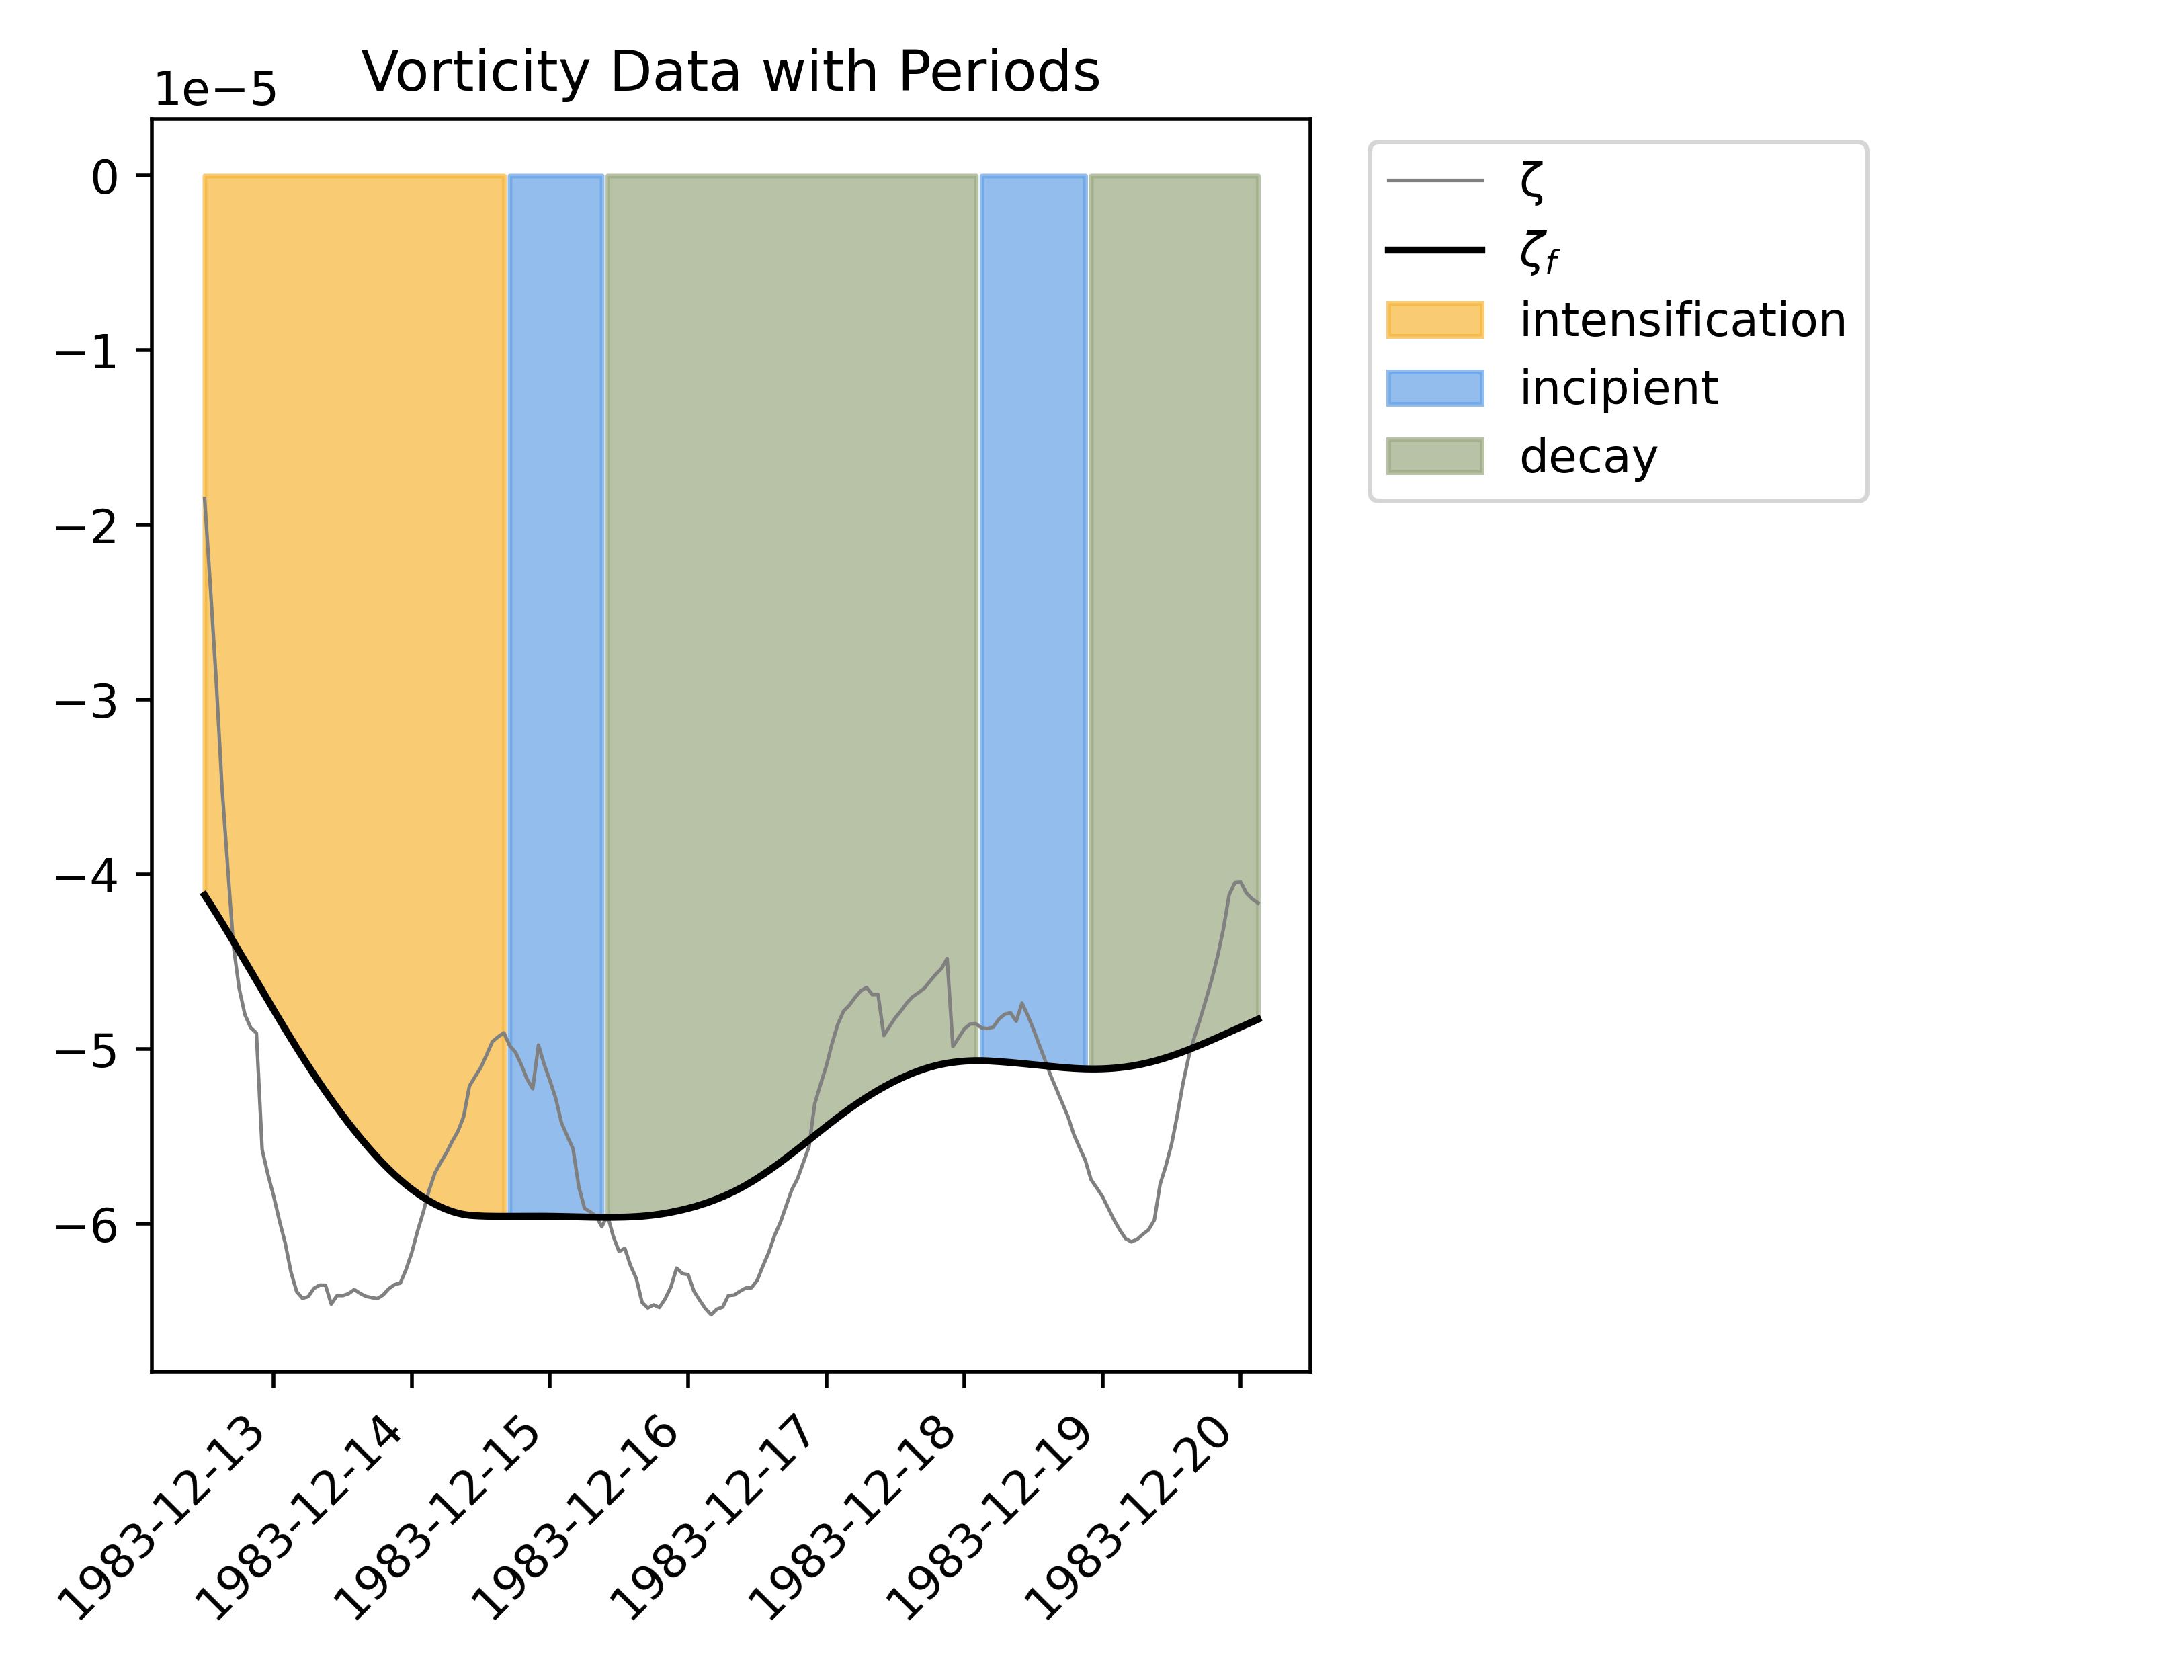 Vorticity Data with Periods
1e−5
0
−1
−2
−3
−4
−5
−6
1983-12-13
1983-12-14
1983-12-15
1983-12-16
1983-12-17
1983-12-18
1983-12-19
1983-12-20
ζ
ζf
intensification
incipient
decay